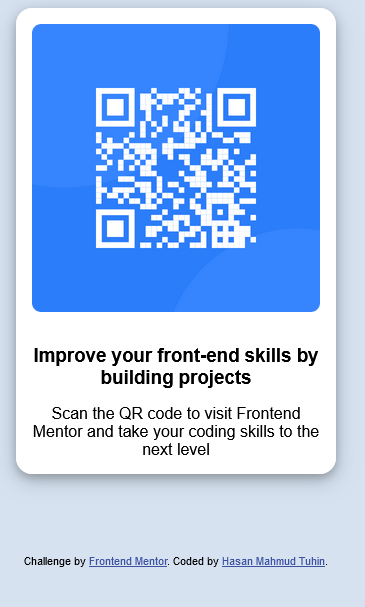 Improve your front-end skills by
building projects
Scan the QR code to visit Frontend
Mentor and take your coding skills to the
next level
Challenge by Frontend Mentor. Coded by Hasan Mahmud Tuhin.